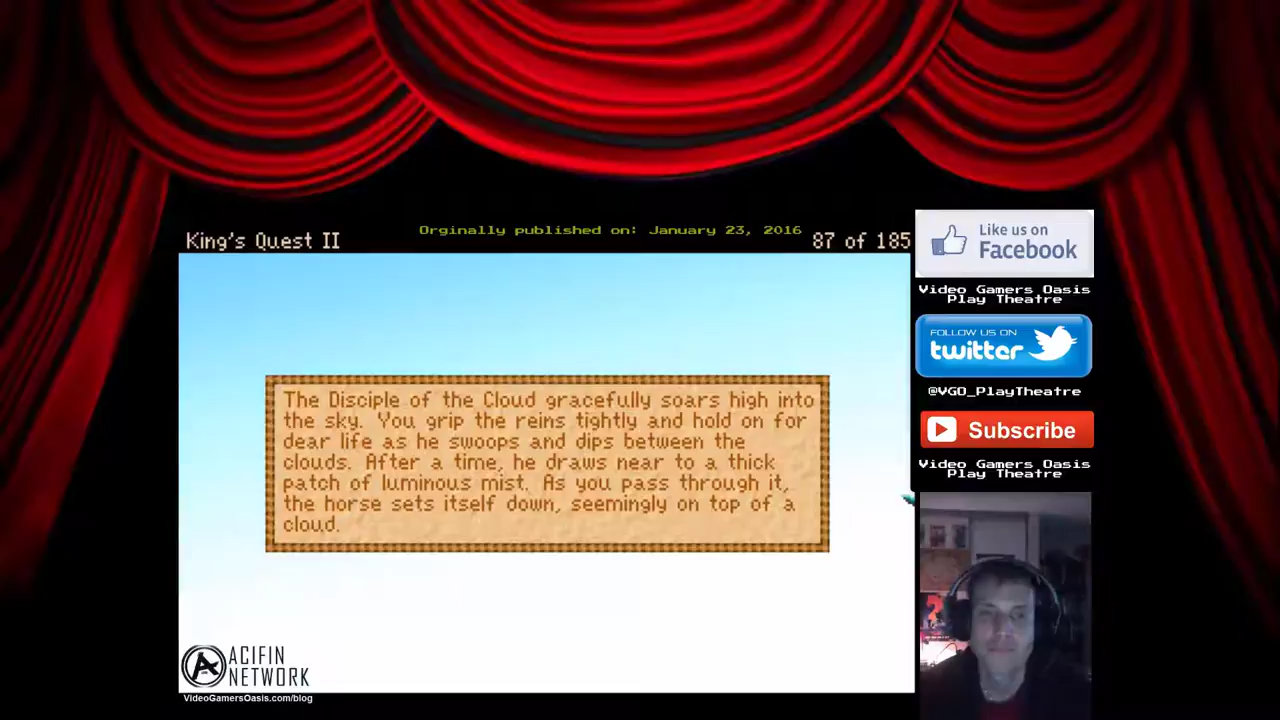 Orginally published on: January 23, 2016
King's Quest II
87 of 185
The Disciple of the Cloud gracefully soars high into
the sky. You grip the reins tightly and hold on for
dear life as he swoops and dips between the
clouds. After a time, he draws near to a thick
patch of luminous mist. As you pass through it,
the horse sets itself down, seemingly on top of a
cloud.
Like us on
Facebook
Video Gamers Oasis
Play Theatre
FOLLOW US ON
twitter
@VGO_PlayTheatre
Subscribe
Video Gamers Oasis
Play Theatre
ACIFIN
NETWORK
VideoGamersOasis.com/blog